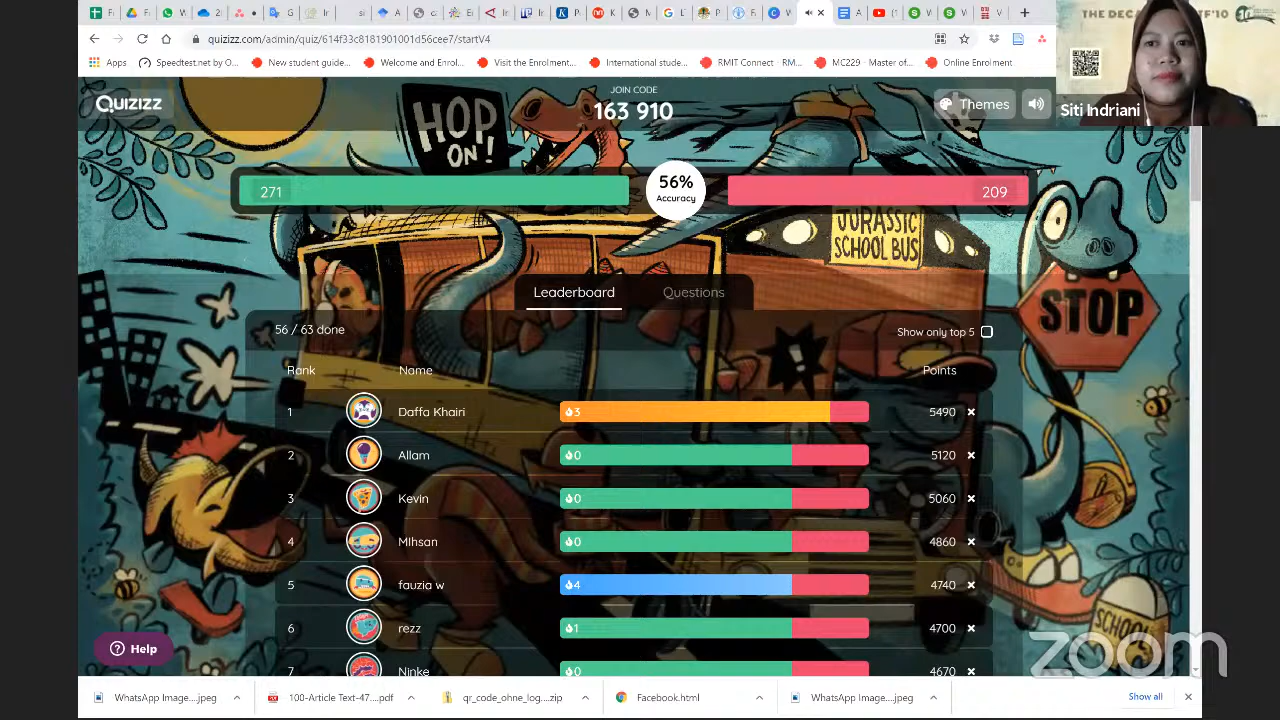 quizizz.com/admin/quiz/614f33c8181901001d56cee7/startV4
Apps
Speedtest.net by O...
New student guide...
Welcome and Enrol...
Visit the Enrolment...
International stude...
RMIT Connect - RM...
MC229 - Master of...
Online Enrolment
Siti Indriani
Quizizz
JOIN CODE
163 910
Themes
HOP
ON!
271
56%
Accuracy
209
JURASSIC
SCHOOL BUS
STOP
Leaderboard
Questions
56 / 63 done
Show only top 5
Rank Name Points
1 Daffa Khairi 3 5490
2 Allam 0 5120
3 Kevin 0 5060
4 MIhsan 0 4860
5 fauzia w 4 4740
6 rezz 1 4700
7 Ninke 0 4670
SCHOOL
Help
zoom
WhatsApp Image....jpeg
100-Article Text-47....pdf
qr_code_ohne_log....zip
Facebook.html
WhatsApp Image....jpeg
Show all